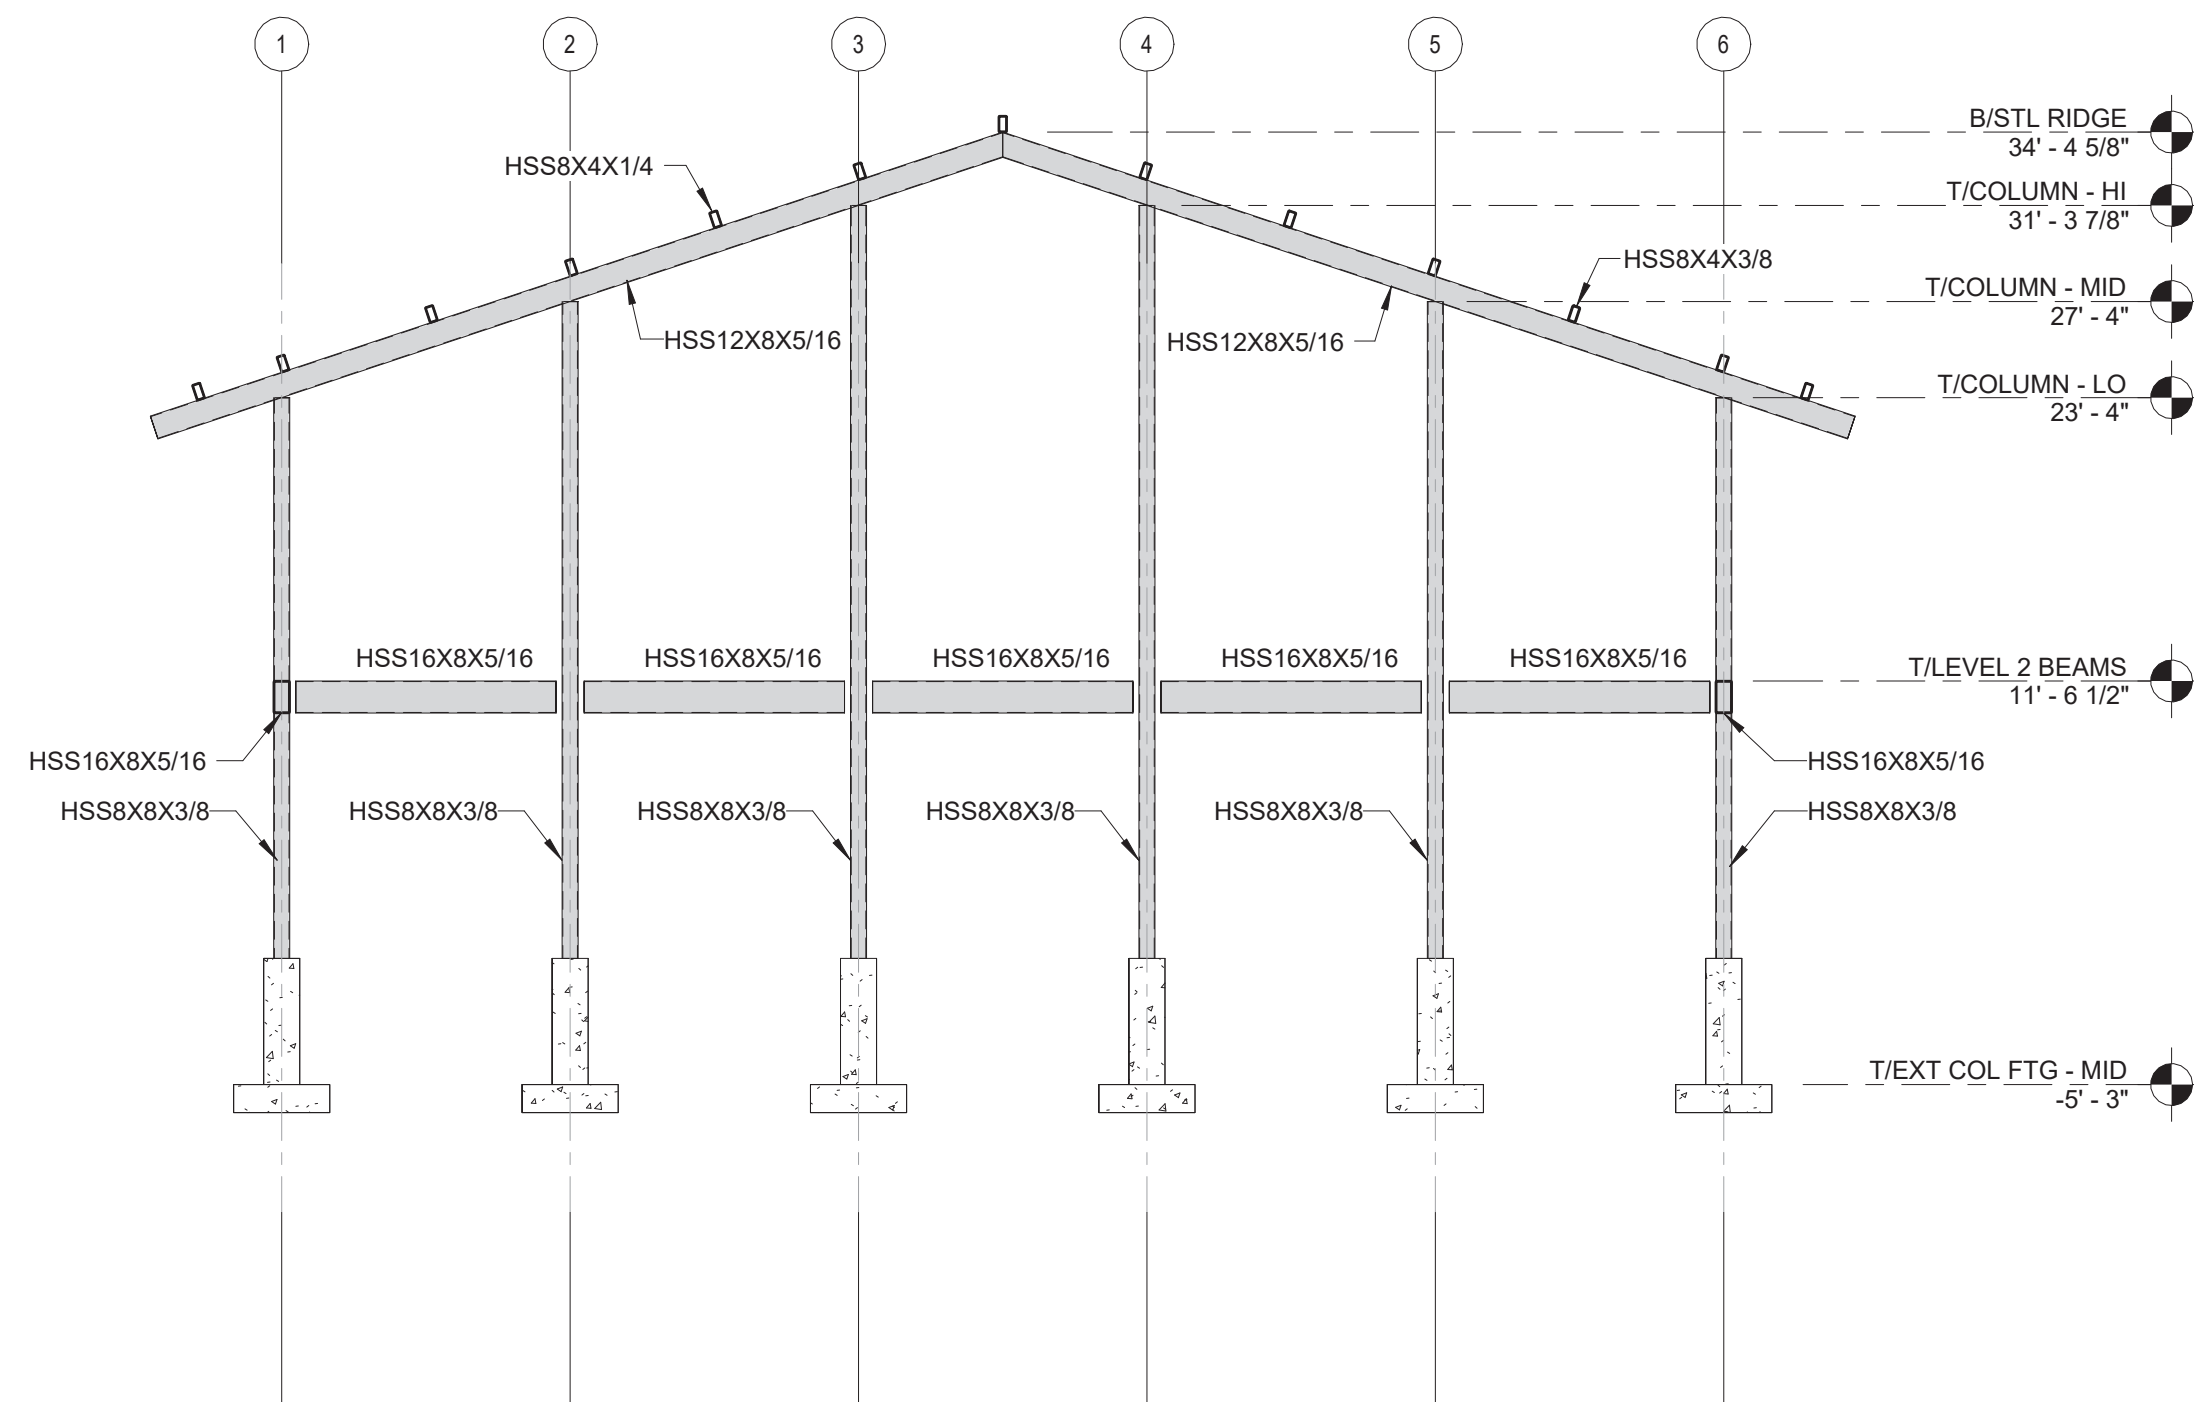 1
2
3
4
5
6
B/STL RIDGE
34' - 4 5/8"
HSS8X4X1/4
T/COLUMN - HI
31' - 3 7/8"
HSS8X4X3/8
T/COLUMN - MID
27' - 4"
HSS12X8X5/16
HSS12X8X5/16
T/COLUMN - LO
23' - 4"
HSS16X8X5/16
HSS16X8X5/16
HSS16X8X5/16
HSS16X8X5/16
HSS16X8X5/16
T/LEVEL 2 BEAMS
11' - 6 1/2"
HSS16X8X5/16
HSS16X8X5/16
HSS8X8X3/8
HSS8X8X3/8
HSS8X8X3/8
HSS8X8X3/8
HSS8X8X3/8
HSS8X8X3/8
T/EXT COL FTG - MID
-5' - 3"